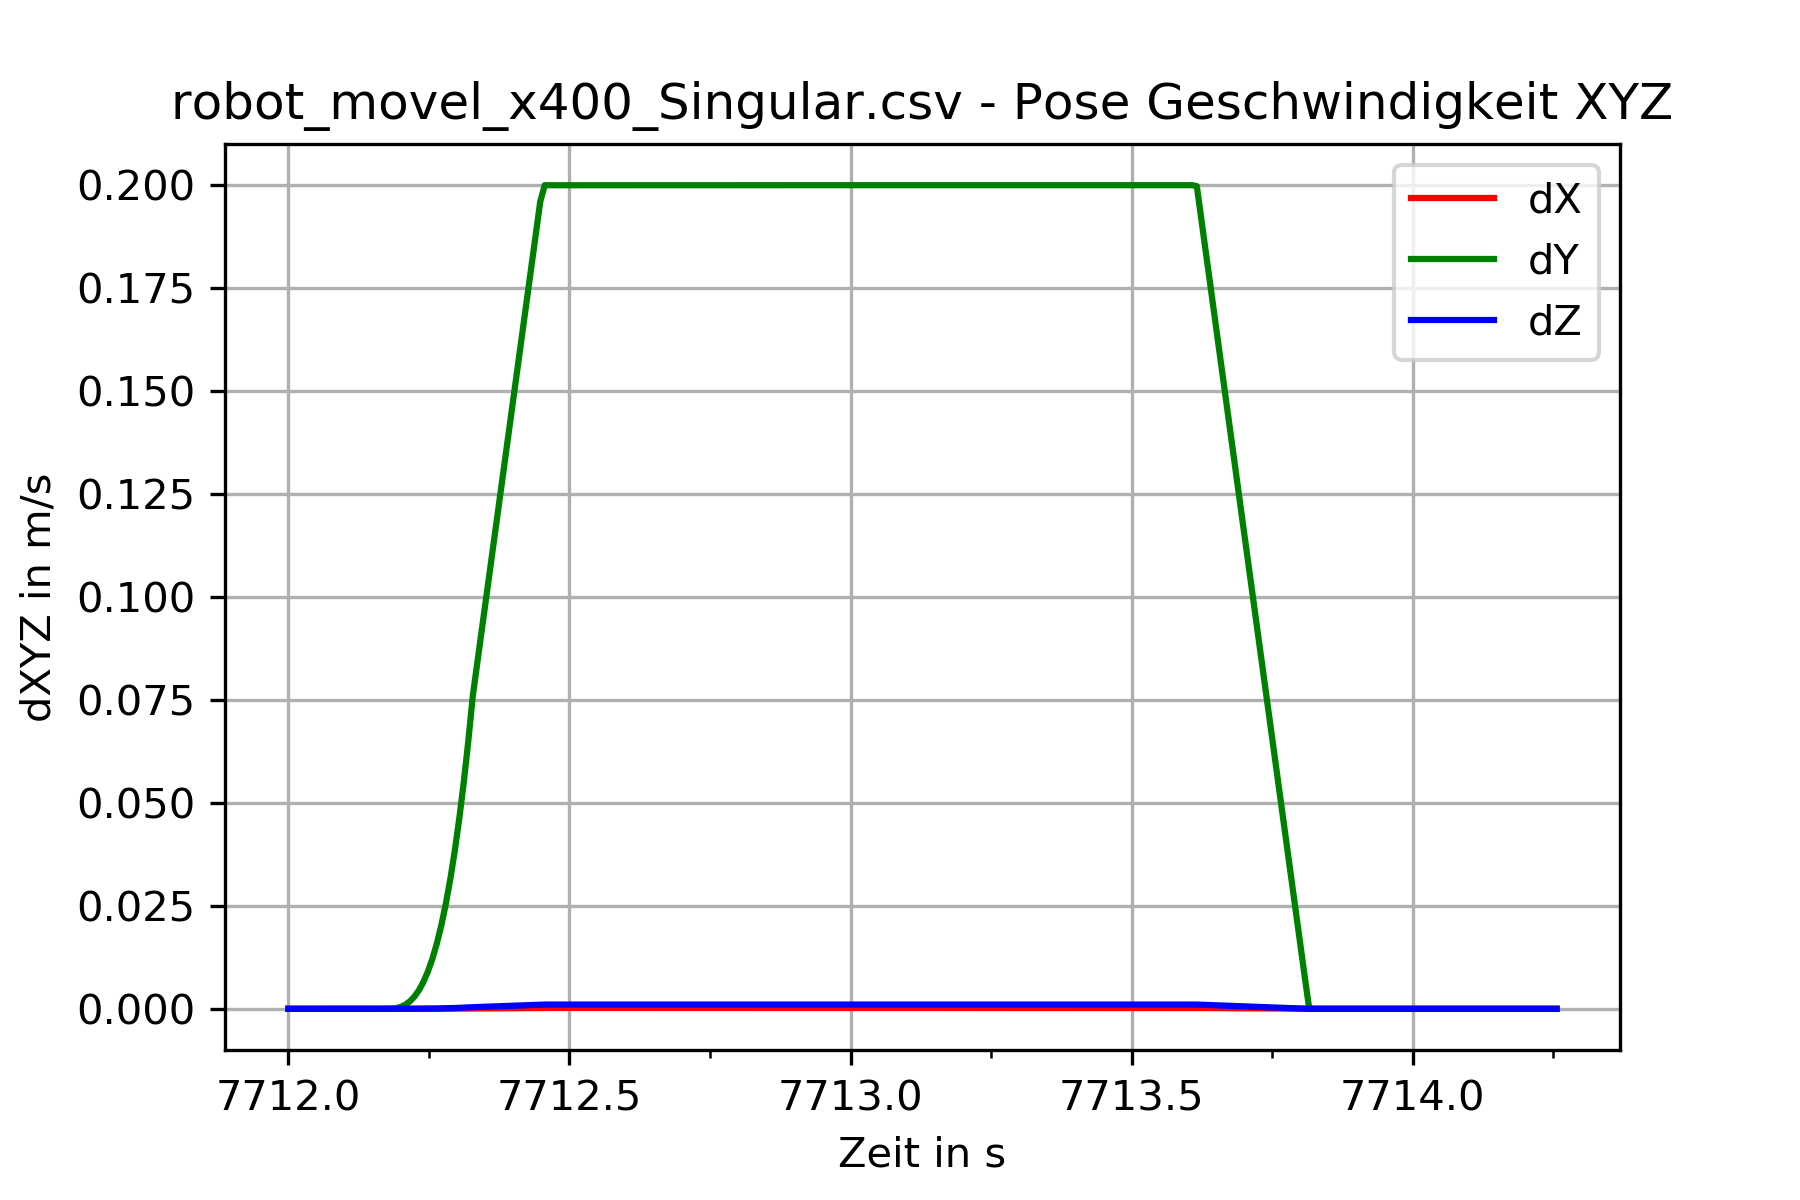 robot_movel_x400_Singular.csv - Pose Geschwindigkeit XYZ
dXYZ in m/s
0.200
0.175
0.150
0.125
0.100
0.075
0.050
0.025
0.000
dX
dY
dZ
7712.0 7712.5 7713.0 7713.5 7714.0
Zeit in s